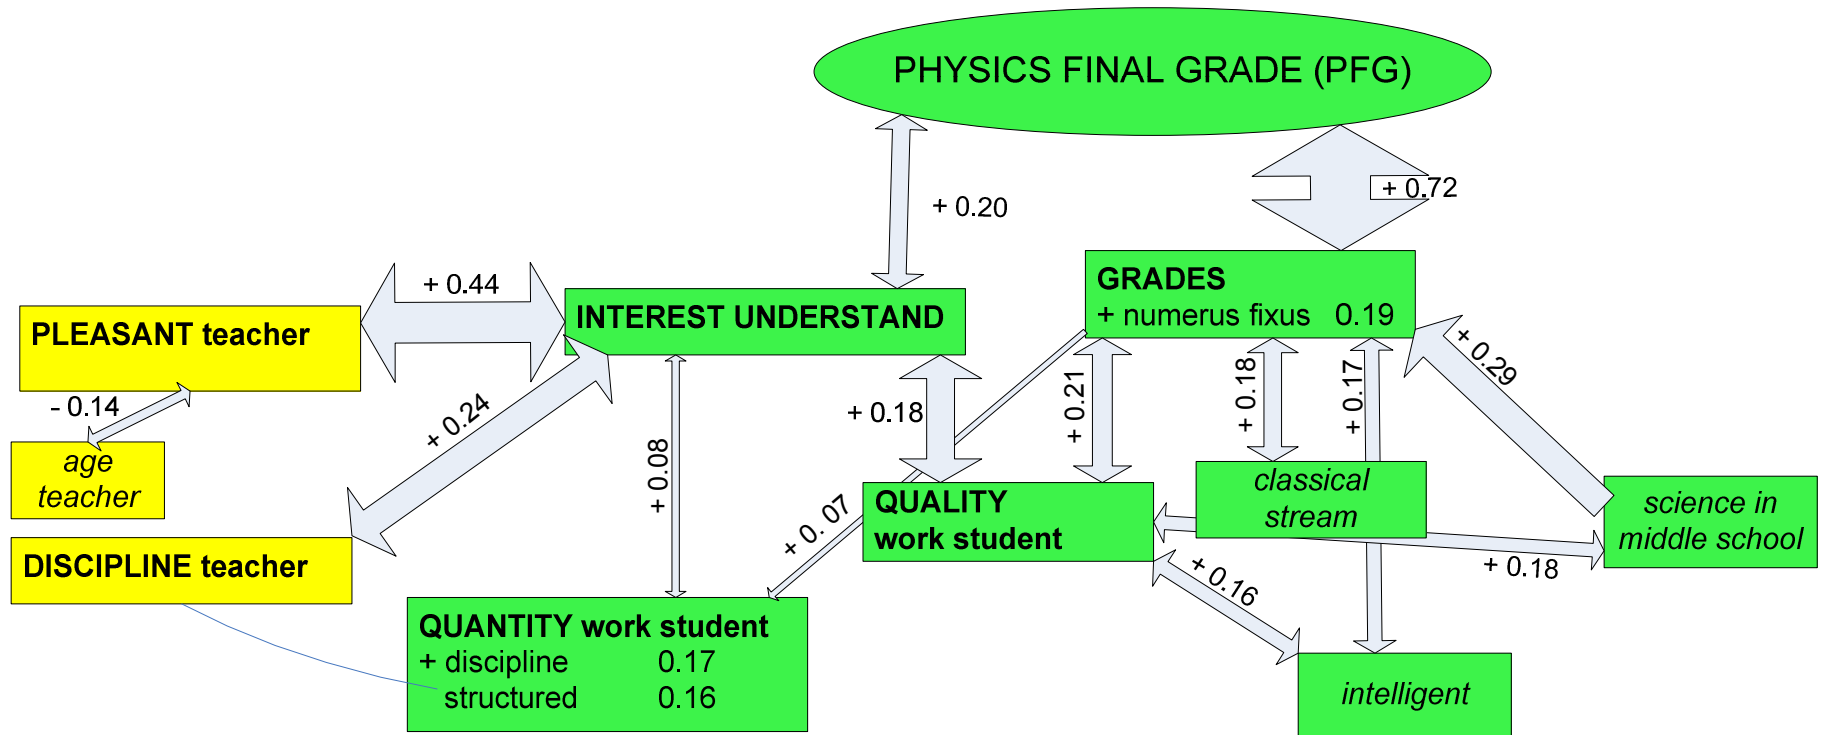 PHYSICS FINAL GRADE (PFG)
+ 0.20
+ 0.72
+ 0.44
PLEASANT teacher
INTEREST UNDERSTAND
GRADES
+ numerus fixus 0.19
- 0.14
+ 0.24
+ 0.08
+ 0.18
+ 0.21
+ 0.18
+ 0.17
+ 0.29
age
teacher
DISCIPLINE teacher
+ 0. 07
QUALITY
work student
classical
stream
science in
middle school
+ 0.18
+ 0.16
QUANTITY work student
+ discipline 0.17
structured 0.16
intelligent